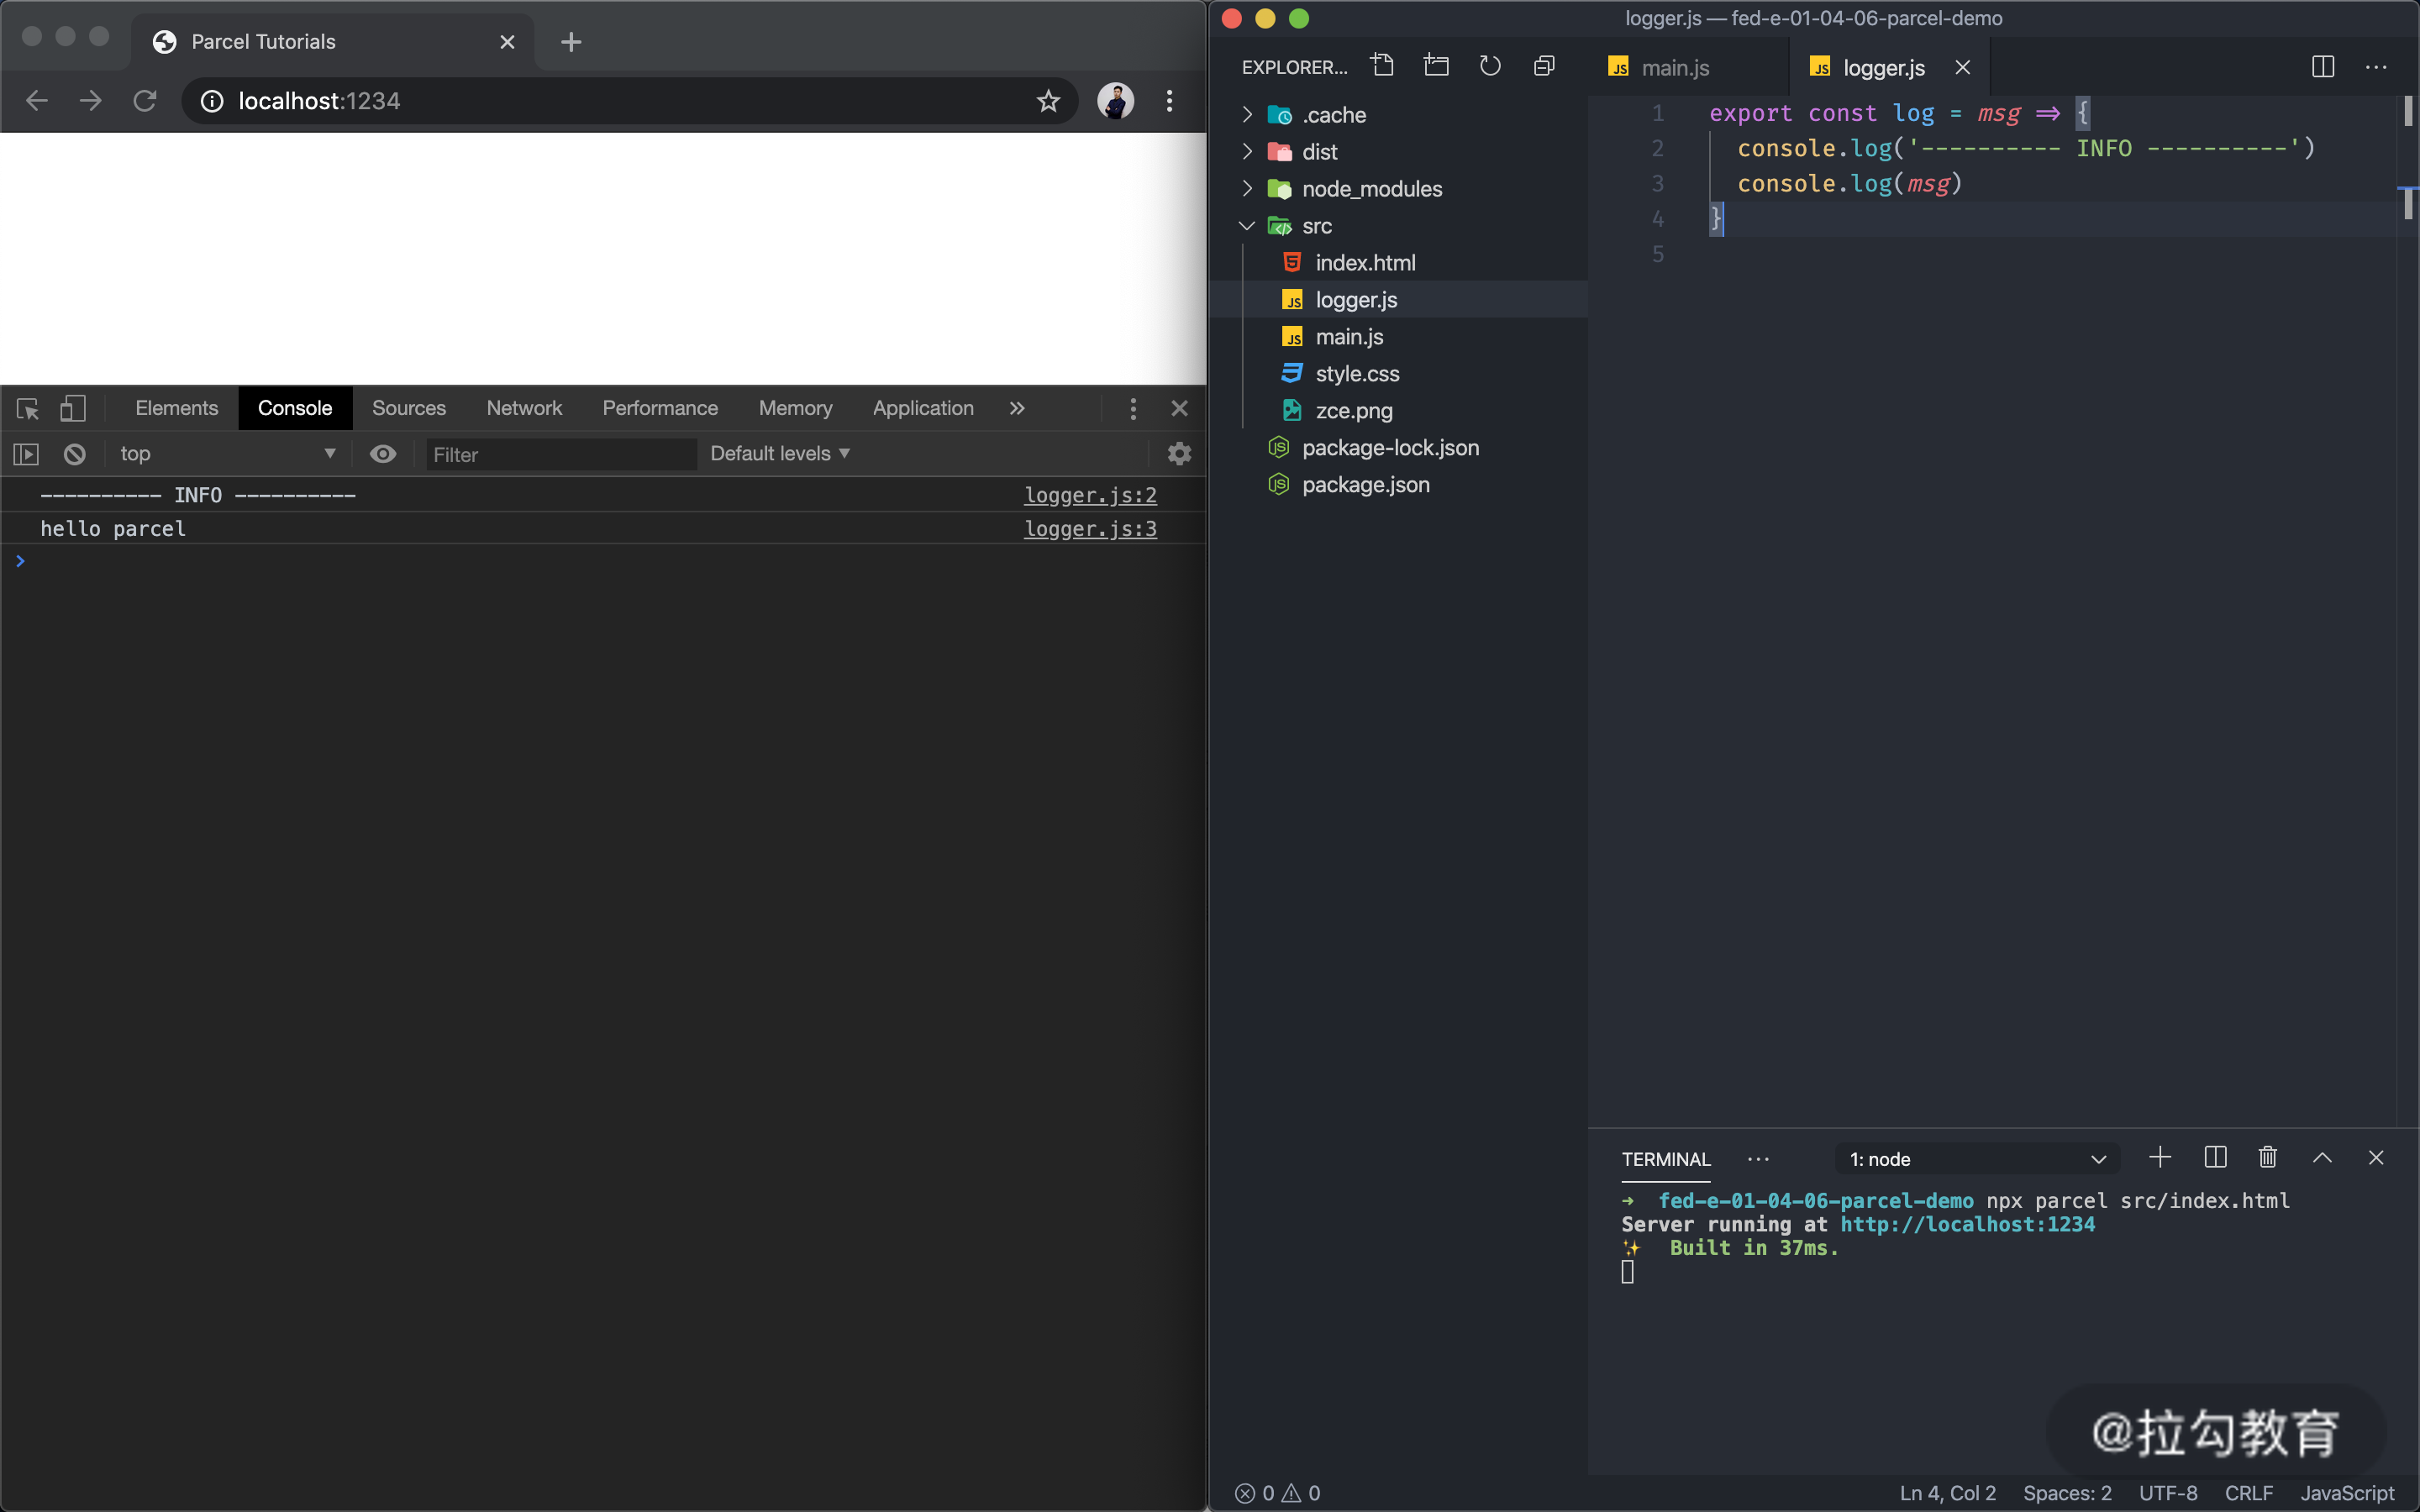 Parcel Tutorials
localhost:1234
Elements Console Sources Network Performance Memory Application
top Filter Default levels
---------- INFO ---------- logger.js:2
hello parcel logger.js:3
logger.js — fed-e-01-04-06-parcel-demo
EXPLORER...
.cache
dist
node_modules
src
index.html
logger.js
main.js
style.css
zce.png
package-lock.json
package.json
main.js logger.js
1 export const log = msg => {
2 console.log('---------- INFO ----------')
3 console.log(msg)
4 }
5
TERMINAL 1: node
→ fed-e-01-04-06-parcel-demo npx parcel src/index.html
Server running at http://localhost:1234
✨ Built in 37ms.
@拉勾教育
0 0 Ln 4, Col 2 Spaces: 2 UTF-8 CRLF JavaScript